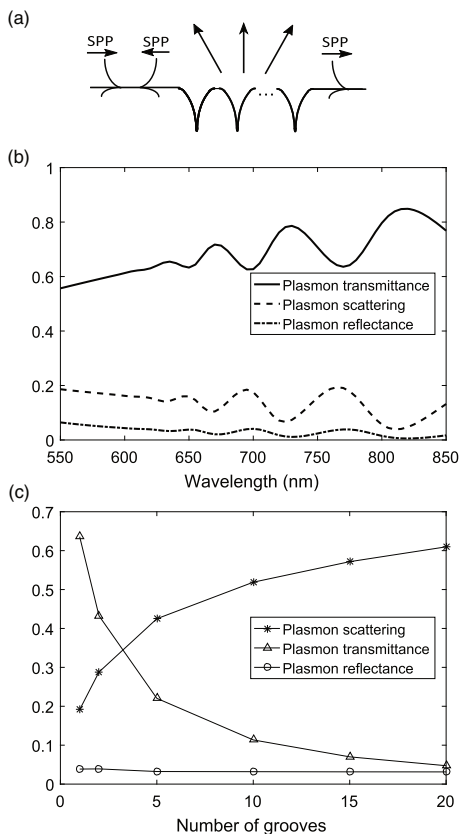 (a)
SPP SPP SPP
...
(b)
1
0.8
0.6
0.4
0.2
0
Plasmon transmittance
Plasmon scattering
Plasmon reflectance
550 600 650 700 750 800 850
Wavelength (nm)
(c)
0.7
0.6
0.5
0.4
0.3
0.2
0.1
0
Plasmon scattering
Plasmon transmittance
Plasmon reflectance
0 5 10 15 20
Number of grooves